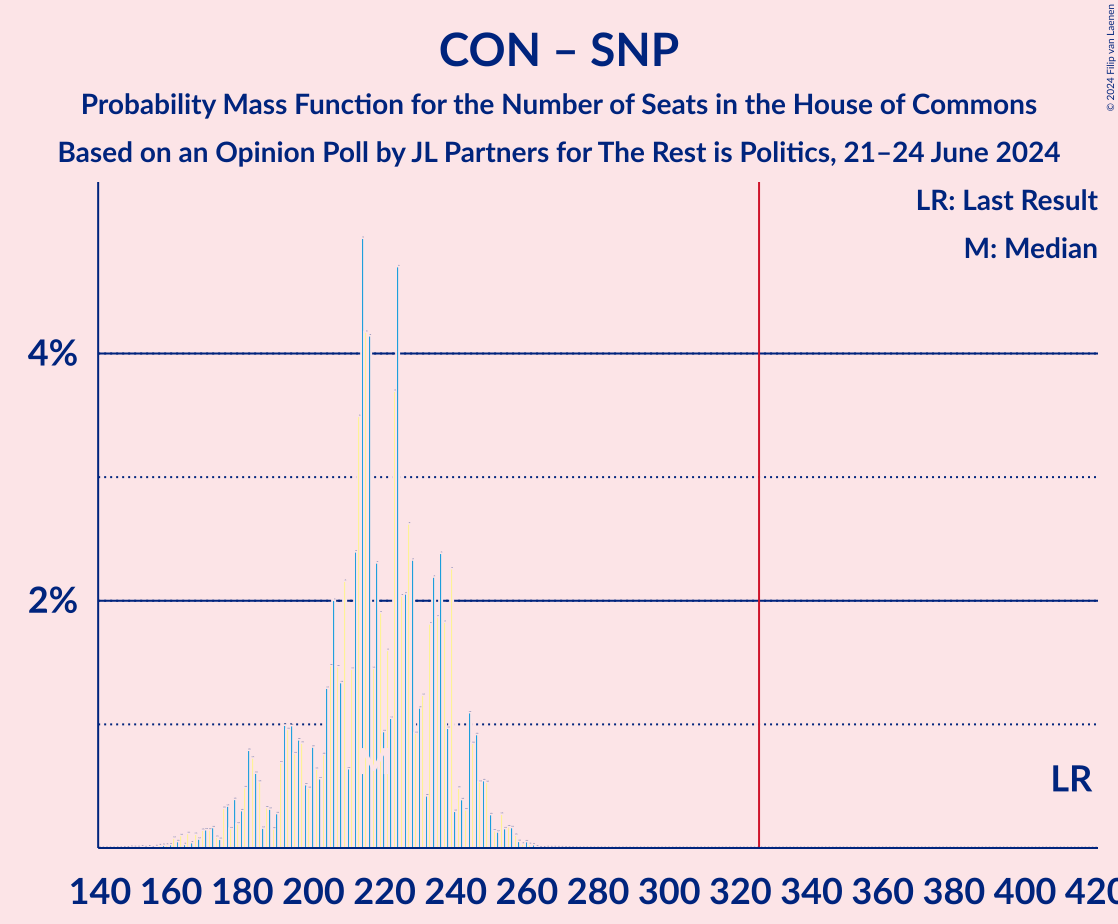 CON – SNP
Probability Mass Function for the Number of Seats in the House of Commons
Based on an Opinion Poll by JL Partners for The Rest is Politics, 21–24 June 2024
© 2024 Filip van Laenen
LR: Last Result
M: Median
4%
2%
LR
140 160 180 200 220 240 260 280 300 320 340 360 380 400 420